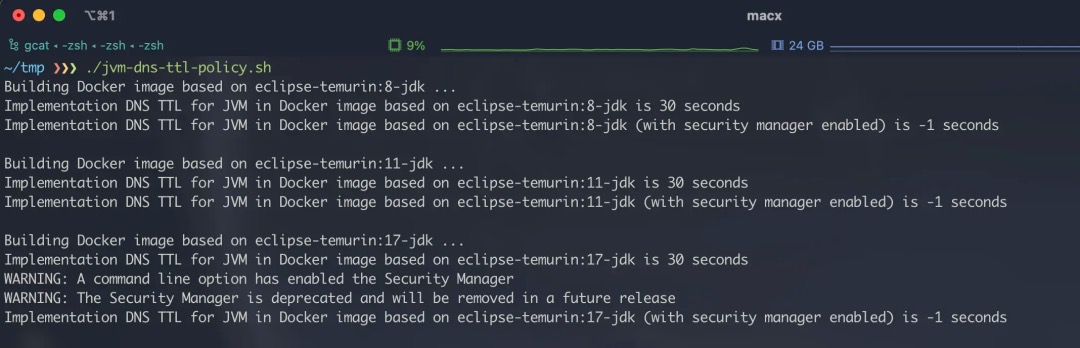 ⌥⌘1
macx
gcat ◂ -zsh ◂ -zsh ◂ -zsh
9%
24 GB
~/tmp ❯❯❯ ./jvm-dns-ttl-policy.sh
Building Docker image based on eclipse-temurin:8-jdk ...
Implementation DNS TTL for JVM in Docker image based on eclipse-temurin:8-jdk is 30 seconds
Implementation DNS TTL for JVM in Docker image based on eclipse-temurin:8-jdk (with security manager enabled) is -1 seconds
Building Docker image based on eclipse-temurin:11-jdk ...
Implementation DNS TTL for JVM in Docker image based on eclipse-temurin:11-jdk is 30 seconds
Implementation DNS TTL for JVM in Docker image based on eclipse-temurin:11-jdk (with security manager enabled) is -1 seconds
Building Docker image based on eclipse-temurin:17-jdk ...
Implementation DNS TTL for JVM in Docker image based on eclipse-temurin:17-jdk is 30 seconds
WARNING: A command line option has enabled the Security Manager
WARNING: The Security Manager is deprecated and will be removed in a future release
Implementation DNS TTL for JVM in Docker image based on eclipse-temurin:17-jdk (with security manager enabled) is -1 seconds